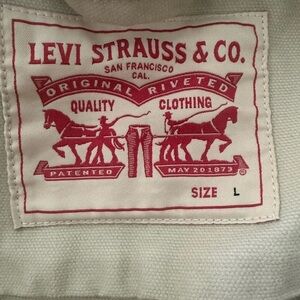 LEVI STRAUSS & CO.
SAN FRANCISCO
CAL.
ORIGINAL RIVETED
QUALITY CLOTHING
PATENTED MAY 20 1873
SIZE L